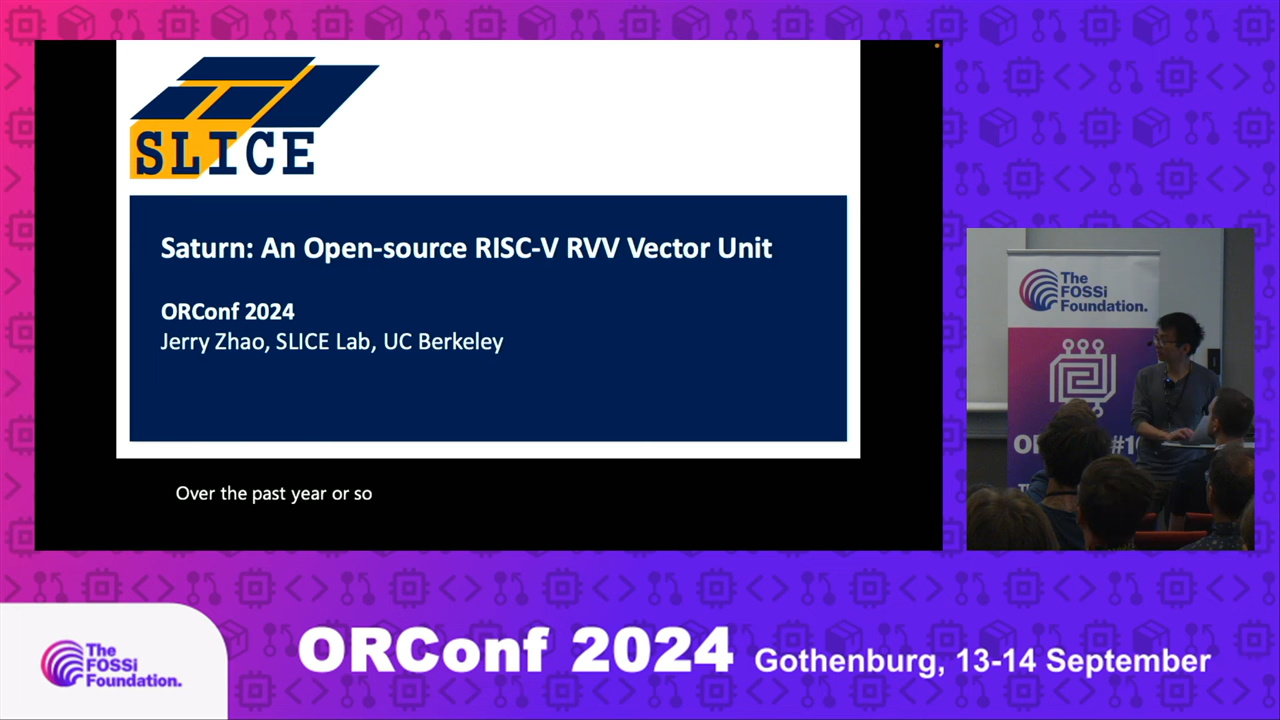 SLICE
Saturn: An Open-source RISC-V RVV Vector Unit
ORConf 2024
Jerry Zhao, SLICE Lab, UC Berkeley
Over the past year or so
The
FOSSi
Foundation.
The
FOSSi
Foundation.
ORConf 2024 Gothenburg, 13-14 September